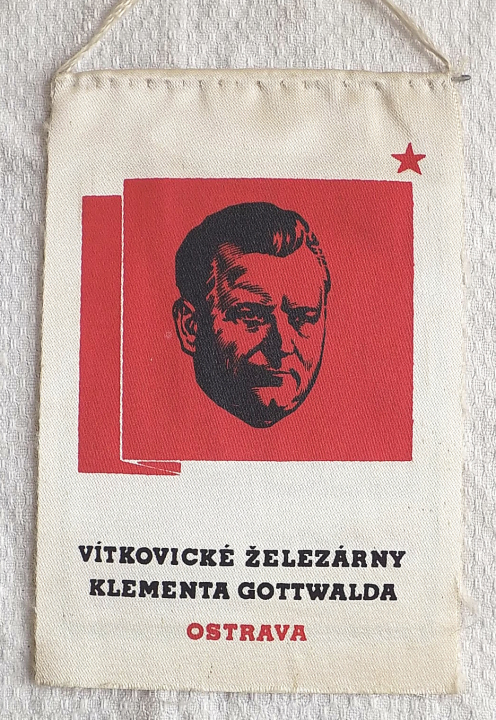 VÍTKOVICKÉ ŽELEZÁRNY
KLEMENTA GOTTWALDA
OSTRAVA